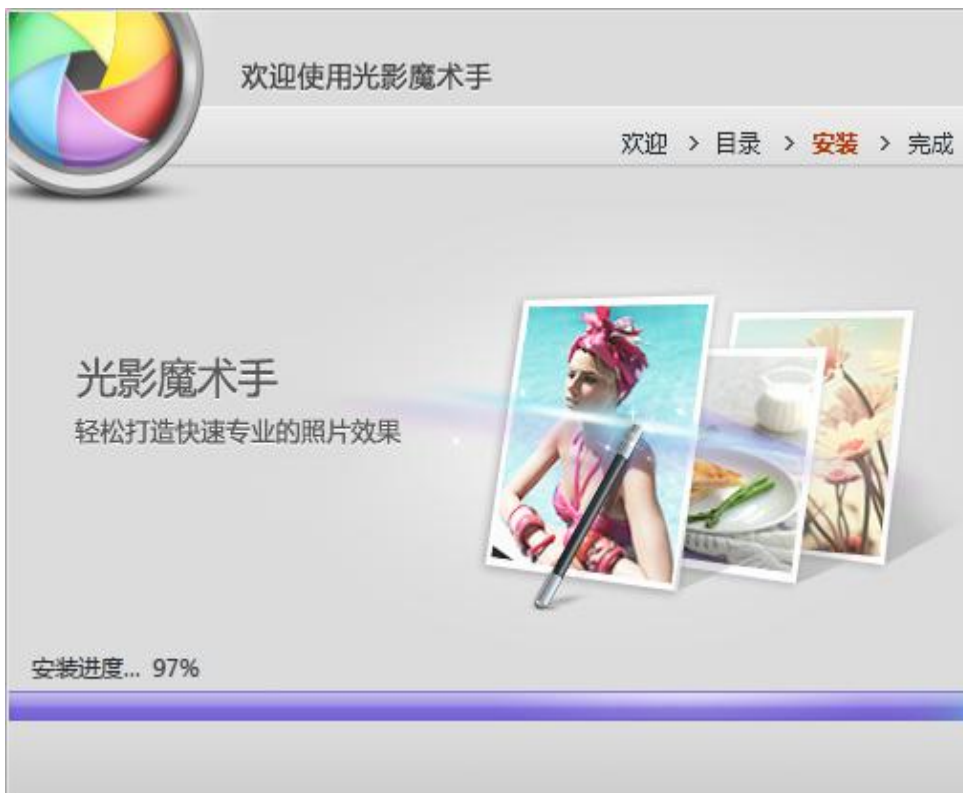 欢迎使用光影魔术手
欢迎 > 目录 > 安装 > 完成
光影魔术手
轻松打造快速专业的照片效果
安装进度... 97%